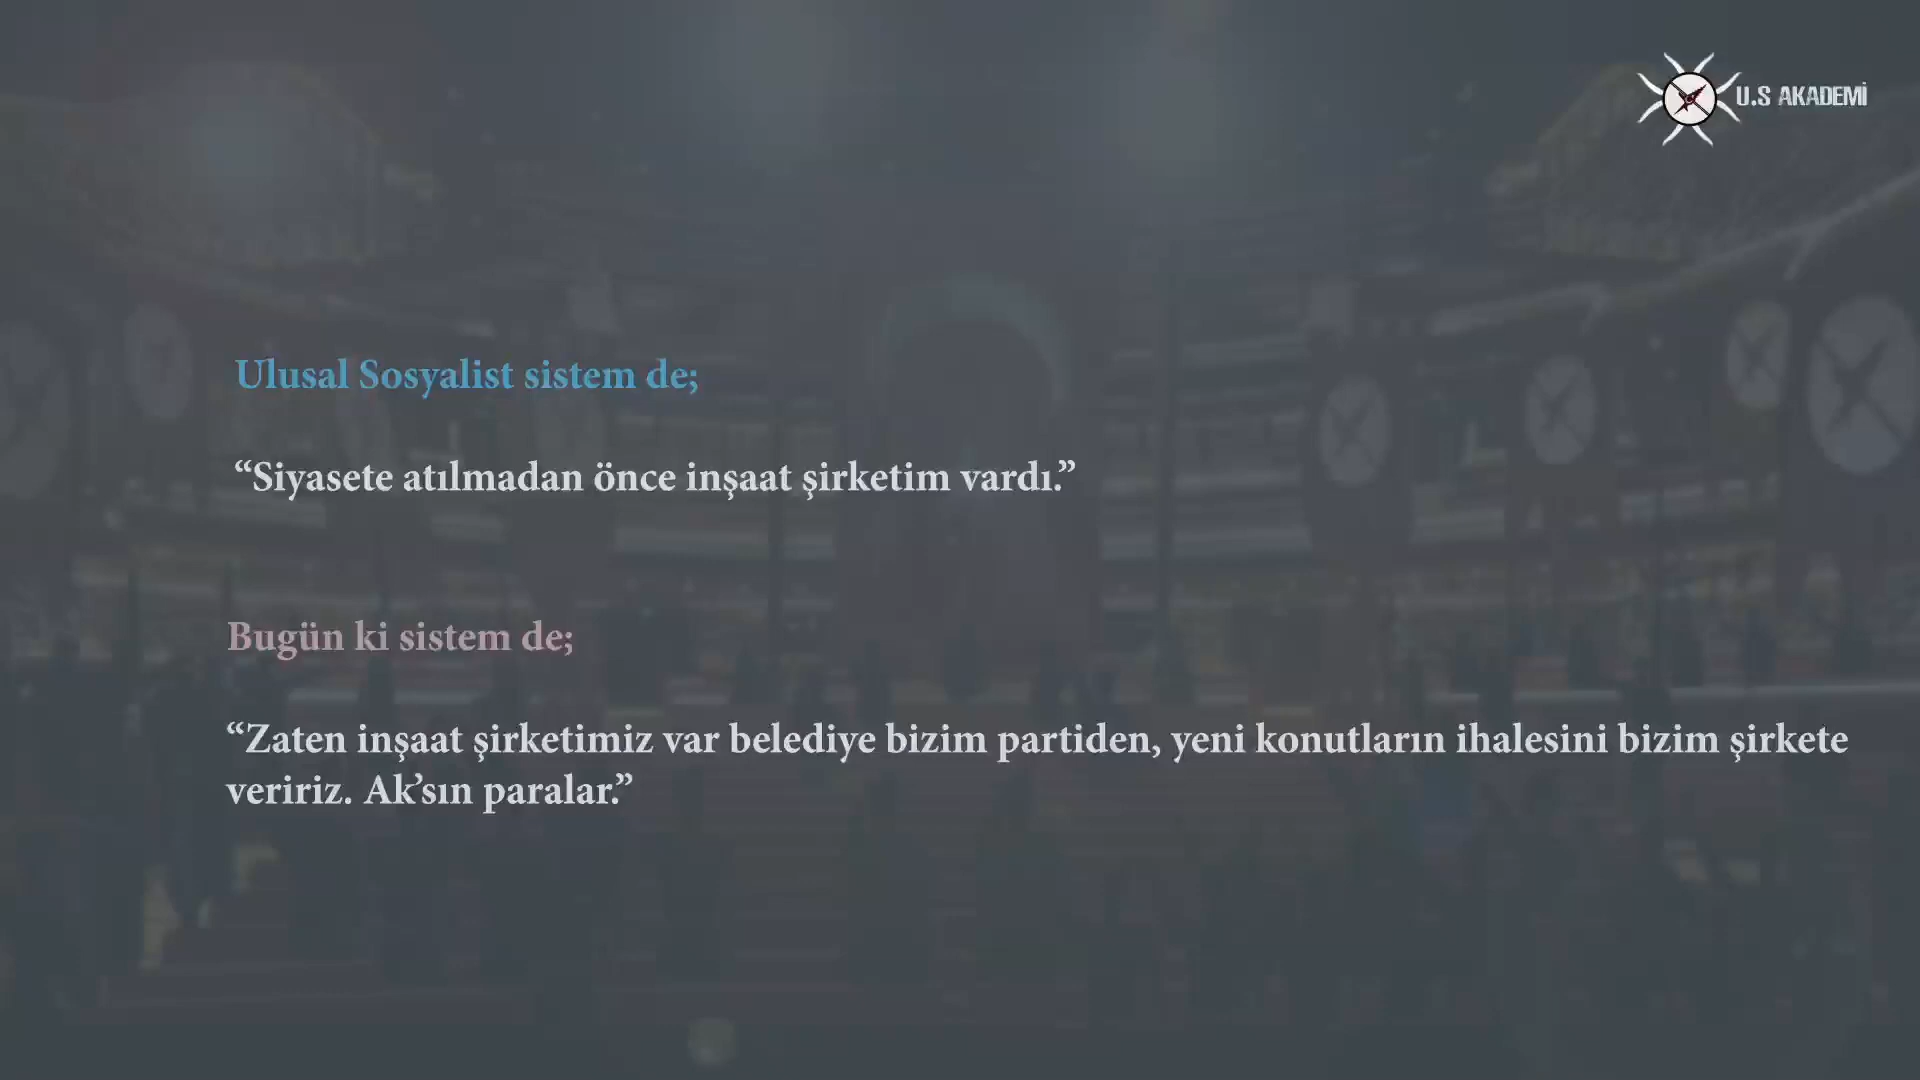 U.S AKADEMİ
Ulusal Sosyalist sistem de;
“Siyasete atılmadan önce inşaat şirketim vardı.”
Bugün ki sistem de;
“Zaten inşaat şirketimiz var belediye bizim partiden, yeni konutların ihalesini bizim şirkete
veririz. Ak’sın paralar.”